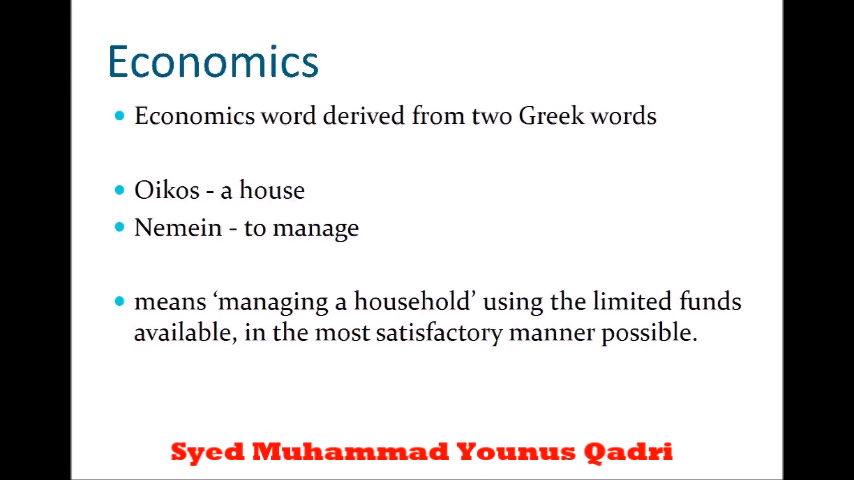 Economics
• Economics word derived from two Greek words
• Oikos - a house
• Nemein - to manage
• means ‘managing a household’ using the limited funds
available, in the most satisfactory manner possible.
Syed Muhammad Younus Qadri